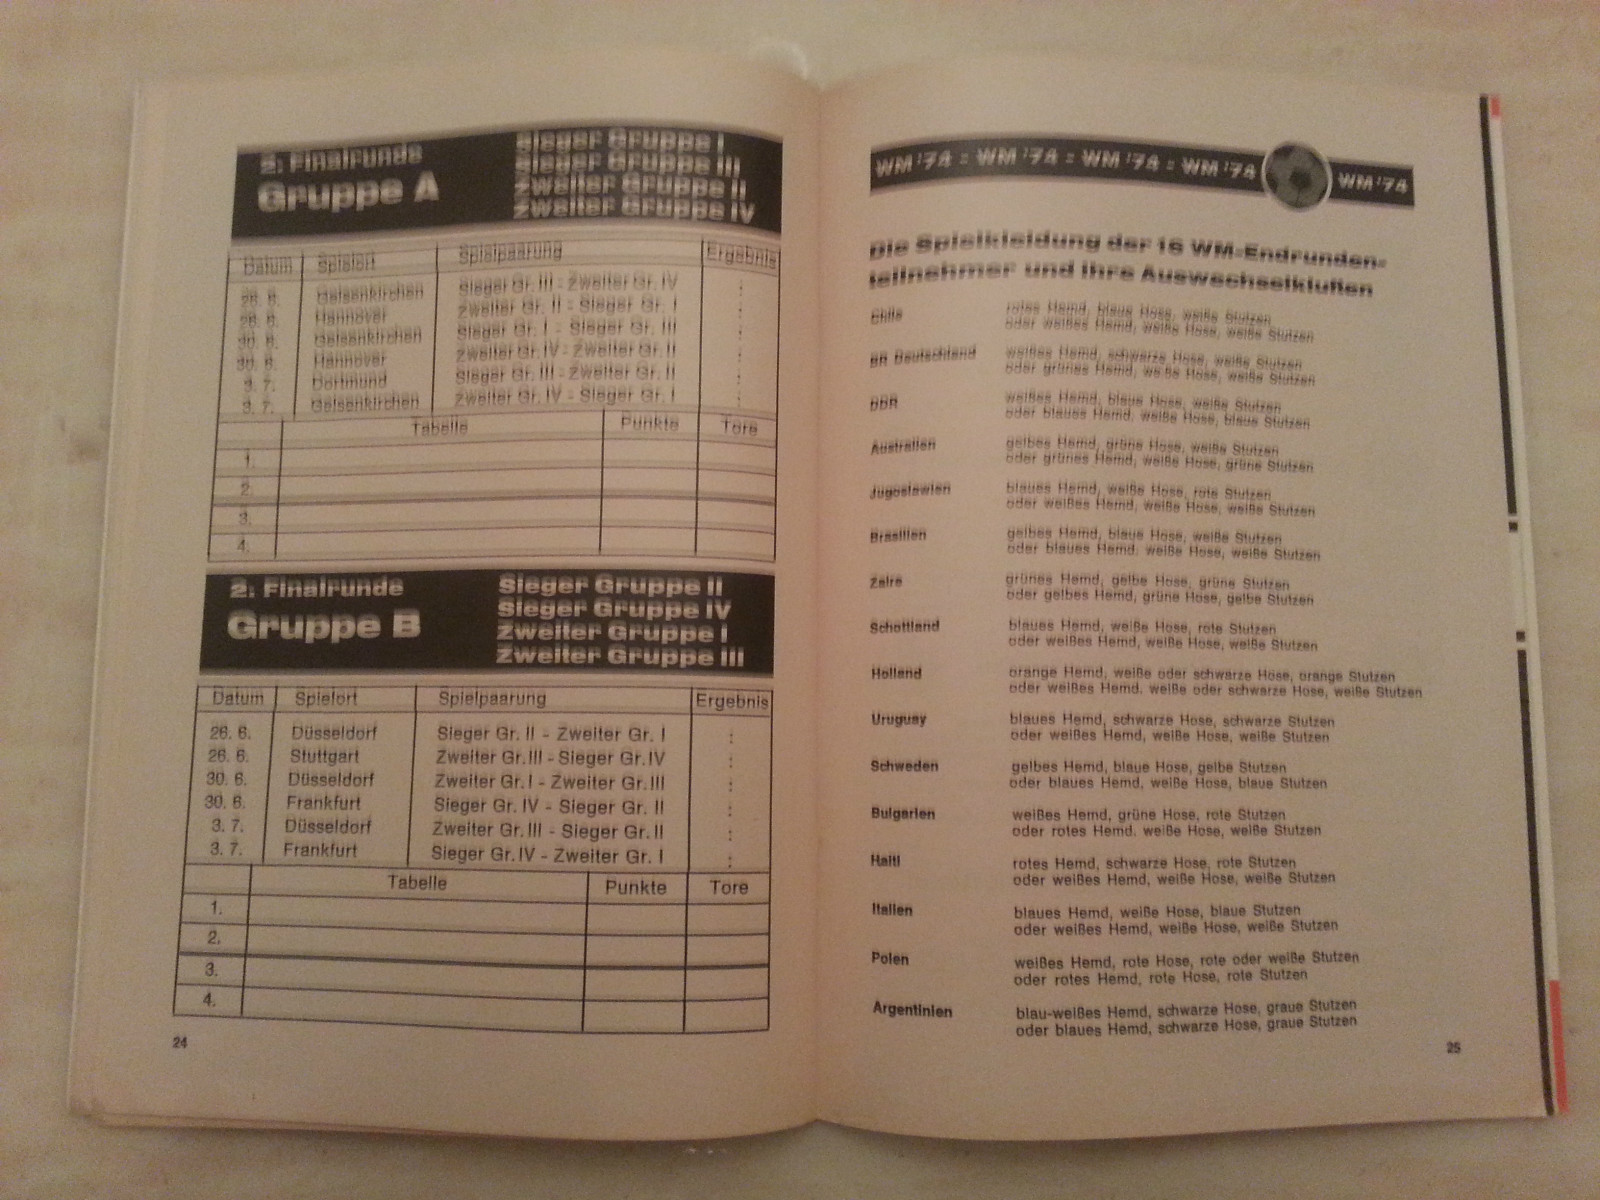 2. Finalrunde
Gruppe A
Sieger Gruppe I
Sieger Gruppe III
Zweiter Gruppe II
Zweiter Gruppe IV
Datum Spielort Spielpaarung Ergebnis
26. 6. Gelsenkirchen Sieger Gr. III - Zweiter Gr. IV :
26. 6. Hannover Zweiter Gr. II - Sieger Gr. I :
30. 6. Gelsenkirchen Sieger Gr. I - Sieger Gr. III :
30. 6. Hannover Zweiter Gr. IV - Zweiter Gr. II :
3. 7. Dortmund Sieger Gr. III - Zweiter Gr. II :
3. 7. Gelsenkirchen Zweiter Gr. IV - Sieger Gr. I :
Tabelle Punkte Tore
1.
2.
3.
4.
2. Finalrunde
Gruppe B
Sieger Gruppe II
Sieger Gruppe IV
Zweiter Gruppe I
Zweiter Gruppe III
Datum Spielort Spielpaarung Ergebnis
26. 6. Düsseldorf Sieger Gr. II - Zweiter Gr. I :
26. 6. Stuttgart Zweiter Gr. III - Sieger Gr. IV :
30. 6. Düsseldorf Zweiter Gr. I - Zweiter Gr. III :
30. 6. Frankfurt Sieger Gr. IV - Sieger Gr. II :
3. 7. Düsseldorf Zweiter Gr. III - Sieger Gr. II :
3. 7. Frankfurt Sieger Gr. IV - Zweiter Gr. I :
Tabelle Punkte Tore
1.
2.
3.
4.
24
WM '74 : WM '74 : WM '74 : WM '74 WM '74
Die Spielkleidung der 16 WM-Endrunden-
teilnehmer und ihre Auswechselkluften
Chile rotes Hemd, blaue Hose, weiße Stutzen
oder weißes Hemd, weiße Hose, weiße Stutzen
BR Deutschland weißes Hemd, schwarze Hose, weiße Stutzen
oder grünes Hemd, weiße Hose, weiße Stutzen
DDR weißes Hemd, blaue Hose, weiße Stutzen
oder blaues Hemd. weiße Hose, blaue Stutzen
Australien gelbes Hemd, grüne Hose, weiße Stutzen
oder grünes Hemd, weiße Hose, grüne Stutzen
Jugoslawien blaues Hemd, weiße Hose, rote Stutzen
oder weißes Hemd, weiße Hose, weiße Stutzen
Brasilien gelbes Hemd, blaue Hose, weiße Stutzen
oder blaues Hemd. weiße Hose, weiße Stutzen
Zaire grünes Hemd, gelbe Hose, grüne Stutzen
oder gelbes Hemd, grüne Hose, gelbe Stutzen
Schottland blaues Hemd, weiße Hose, rote Stutzen
oder weißes Hemd, weiße Hose, weiße Stutzen
Holland orange Hemd, weiße oder schwarze Hose, orange Stutzen
oder weißes Hemd. weiße oder schwarze Hose, weiße Stutzen
Uruguay blaues Hemd, schwarze Hose, schwarze Stutzen
oder weißes Hemd, weiße Hose, weiße Stutzen
Schweden gelbes Hemd, blaue Hose, gelbe Stutzen
oder blaues Hemd, weiße Hose, blaue Stutzen
Bulgarien weißes Hemd, grüne Hose, rote Stutzen
oder rotes Hemd. weiße Hose, weiße Stutzen
Haiti rotes Hemd, schwarze Hose, rote Stutzen
oder weißes Hemd, weiße Hose, weiße Stutzen
Italien blaues Hemd, weiße Hose, blaue Stutzen
oder weißes Hemd, weiße Hose, weiße Stutzen
Polen weißes Hemd, rote Hose, rote oder weiße Stutzen
oder rotes Hemd, rote Hose, rote Stutzen
Argentinien blau-weißes Hemd, schwarze Hose, graue Stutzen
oder blaues Hemd, schwarze Hose, graue Stutzen
25